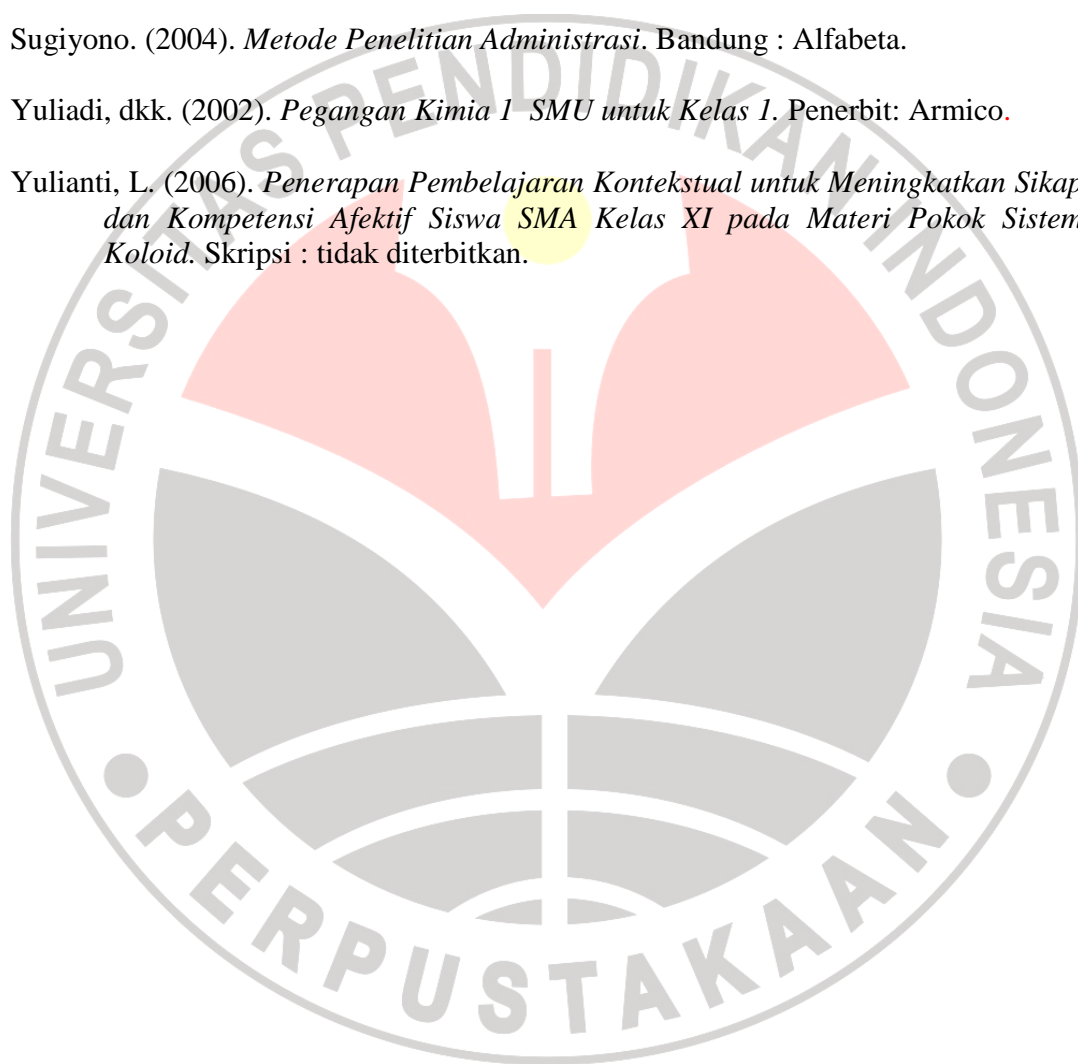 Sugiyono. (2004). Metode Penelitian Administrasi. Bandung : Alfabeta.
Yuliadi, dkk. (2002). Pegangan Kimia 1 SMU untuk Kelas 1. Penerbit: Armico.
Yulianti, L. (2006). Penerapan Pembelajaran Kontekstual untuk Meningkatkan Sikap
dan Kompetensi Afektif Siswa SMA Kelas XI pada Materi Pokok Sistem
Koloid. Skripsi : tidak diterbitkan.
UNIVERSITAS PENDIDIKAN INDONESIA
PERPUSTAKAAN